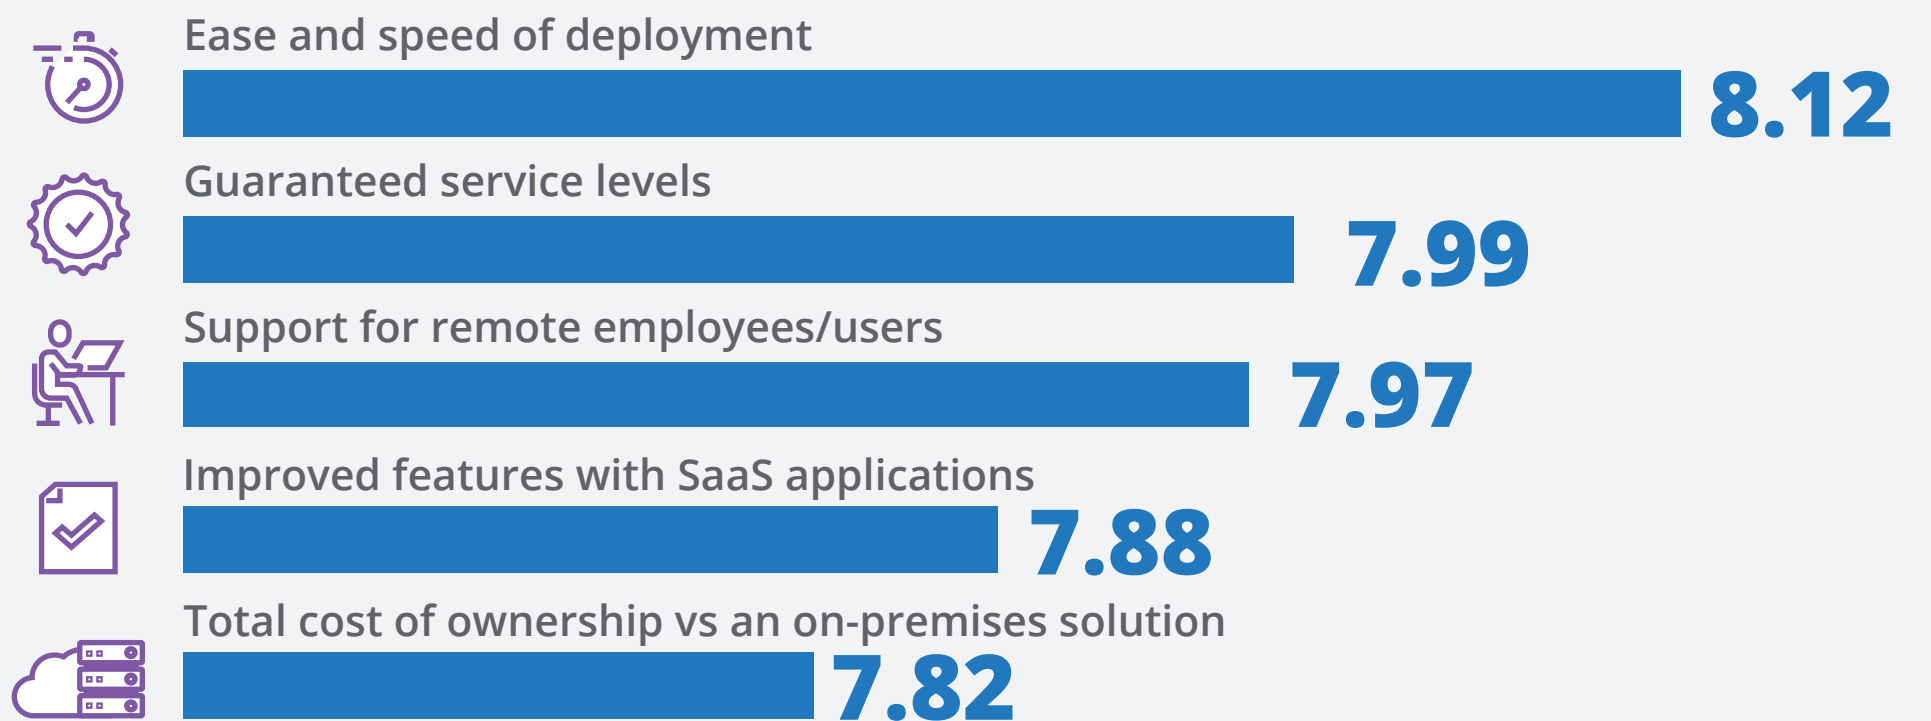 Ease and speed of deployment
8.12
Guaranteed service levels
7.99
Support for remote employees/users
7.97
Improved features with SaaS applications
7.88
Total cost of ownership vs an on-premises solution
7.82